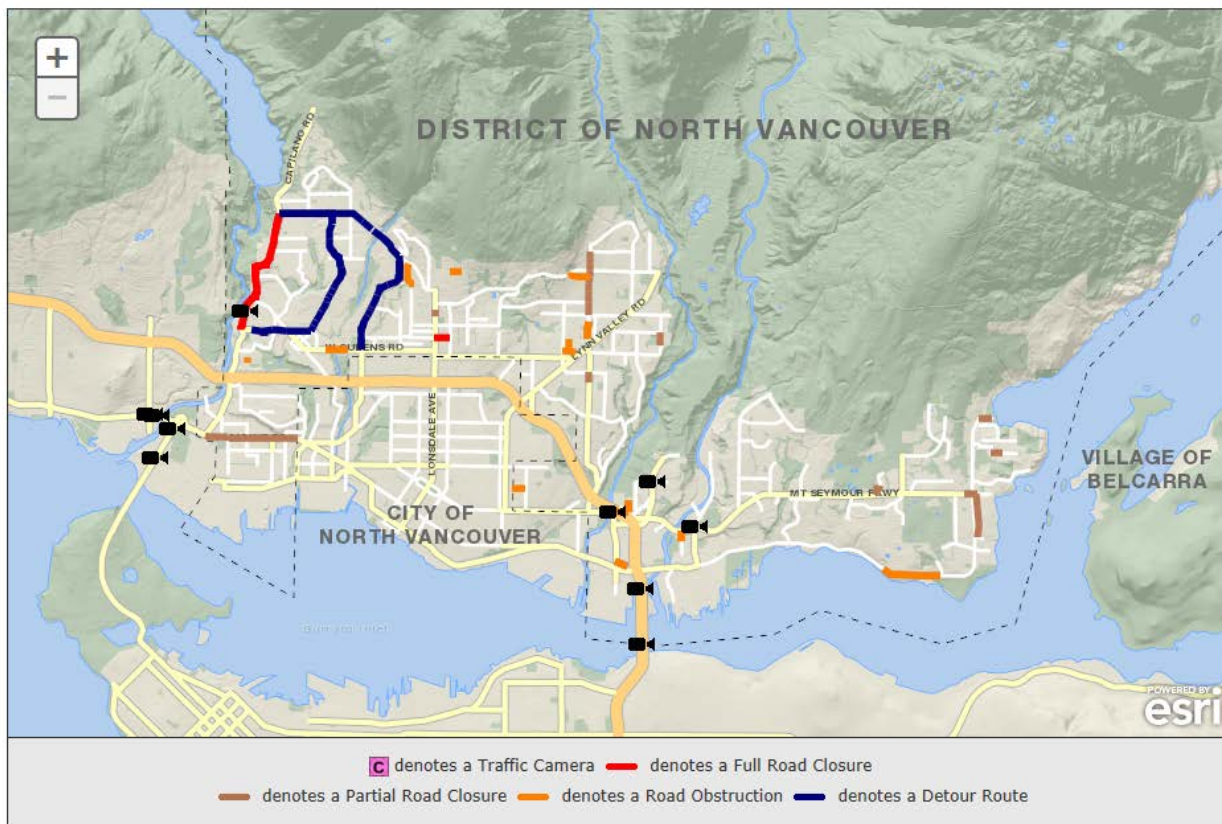 +
−
DISTRICT OF NORTH VANCOUVER
CAPILANO RD
LYNN VALLEY RD
LONSDALE AVE
MT SEYMOUR PKWY
VILLAGE OF
BELCARRA
CITY OF
NORTH VANCOUVER
POWERED BY
esri
C denotes a Traffic Camera denotes a Full Road Closure
denotes a Partial Road Closure denotes a Road Obstruction denotes a Detour Route